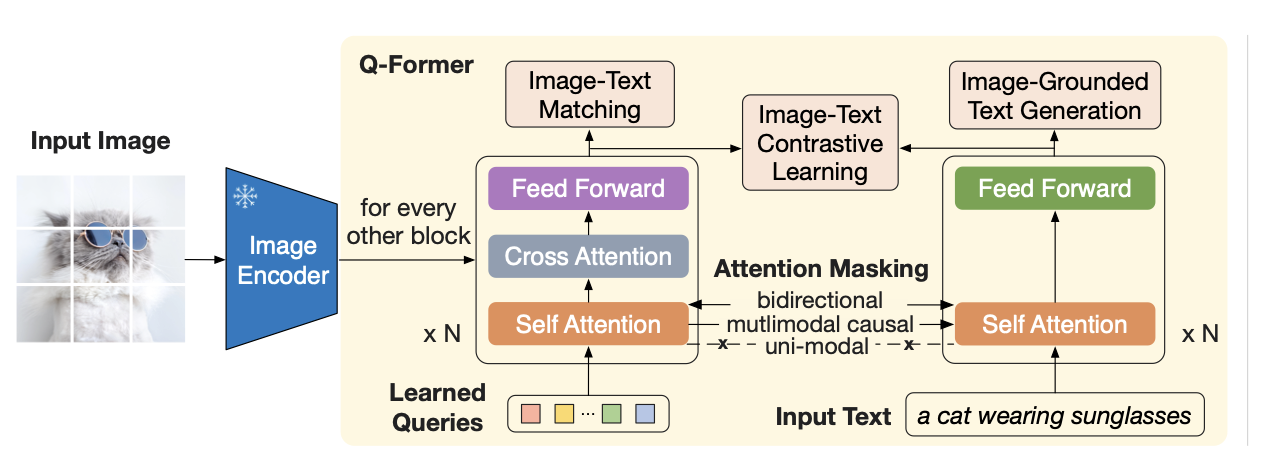 Q-Former
Image-Text
Matching
Image-Text
Contrastive
Learning
Image-Grounded
Text Generation
Input Image
Image
Encoder
for every
other block
Feed Forward
Cross Attention
Self Attention
x N
Attention Masking
bidirectional
mutlimodal causal
x uni-modal x
Feed Forward
Self Attention
x N
Learned
Queries
...
Input Text
a cat wearing sunglasses